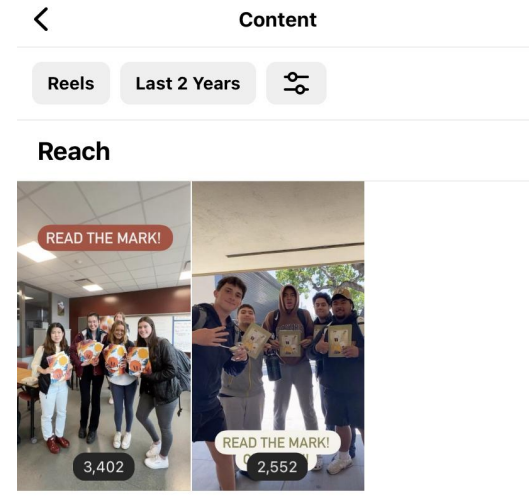 Content
Reels
Last 2 Years
Reach
READ THE MARK!
3,402
READ THE MARK!
2,552